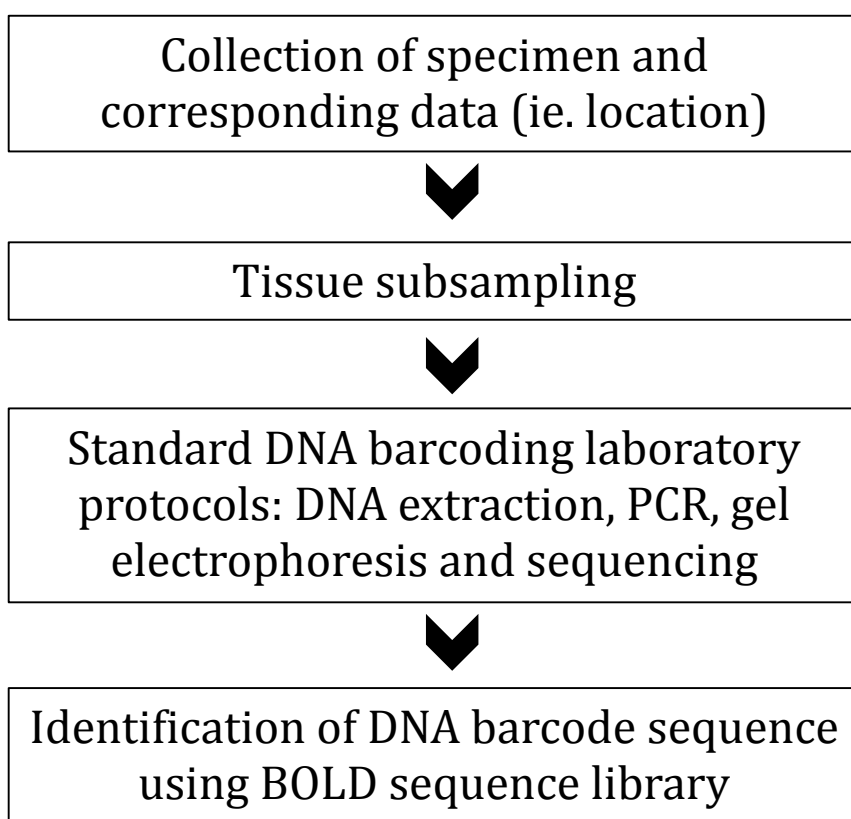 Collection of specimen and
corresponding data (ie. location)
Tissue subsampling
Standard DNA barcoding laboratory
protocols: DNA extraction, PCR, gel
electrophoresis and sequencing
Identification of DNA barcode sequence
using BOLD sequence library